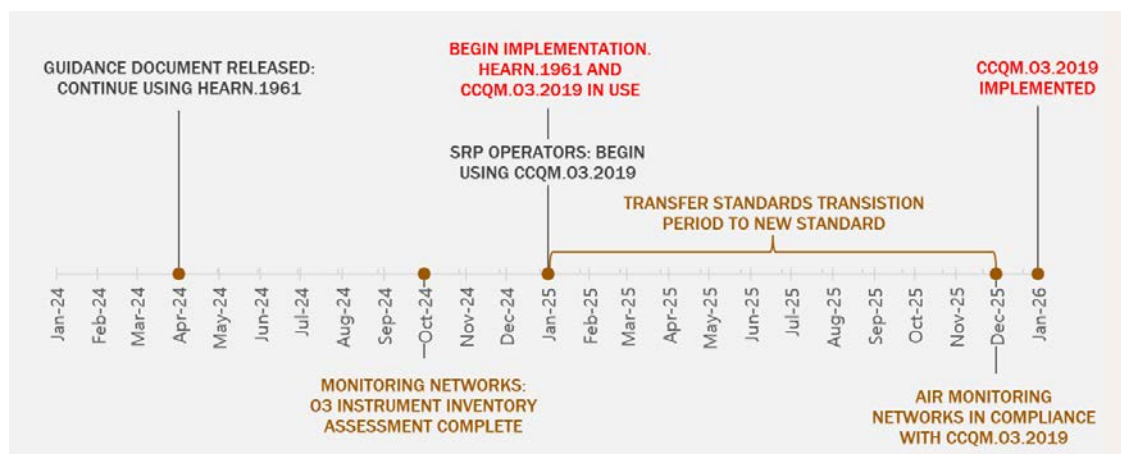 GUIDANCE DOCUMENT RELEASED:
CONTINUE USING HEARN.1961
BEGIN IMPLEMENTATION.
HEARN.1961 AND
CCQM.O3.2019 IN USE
CCQM.O3.2019
IMPLEMENTED
SRP OPERATORS: BEGIN
USING CCQM.O3.2019
TRANSFER STANDARDS TRANSISTION
PERIOD TO NEW STANDARD
Jan-24
Feb-24
Mar-24
Apr-24
May-24
Jun-24
Jul-24
Aug-24
Sep-24
Oct-24
Nov-24
Dec-24
Jan-25
Feb-25
Mar-25
Apr-25
May-25
Jun-25
Jul-25
Aug-25
Sep-25
Oct-25
Nov-25
Dec-25
Jan-26
MONITORING NETWORKS:
O3 INSTRUMENT INVENTORY
ASSESSMENT COMPLETE
AIR MONITORING
NETWORKS IN COMPLIANCE
WITH CCQM.O3.2019